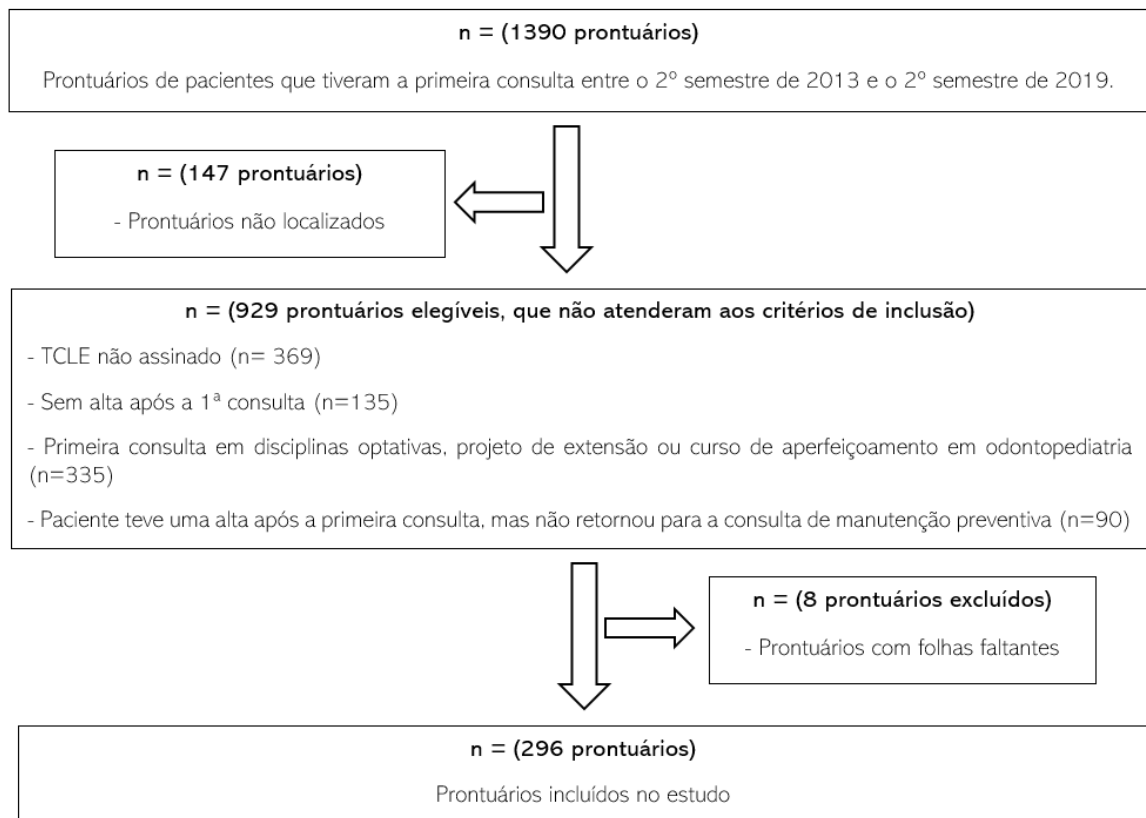 n = (1390 prontuários)
Prontuários de pacientes que tiveram a primeira consulta entre o 2º semestre de 2013 e o 2º semestre de 2019.
n = (147 prontuários)
- Prontuários não localizados
n = (929 prontuários elegíveis, que não atenderam aos critérios de inclusão)
- TCLE não assinado (n= 369)
- Sem alta após a 1ª consulta (n=135)
- Primeira consulta em disciplinas optativas, projeto de extensão ou curso de aperfeiçoamento em odontopediatria
(n=335)
- Paciente teve uma alta após a primeira consulta, mas não retornou para a consulta de manutenção preventiva (n=90)
n = (8 prontuários excluídos)
- Prontuários com folhas faltantes
n = (296 prontuários)
Prontuários incluídos no estudo